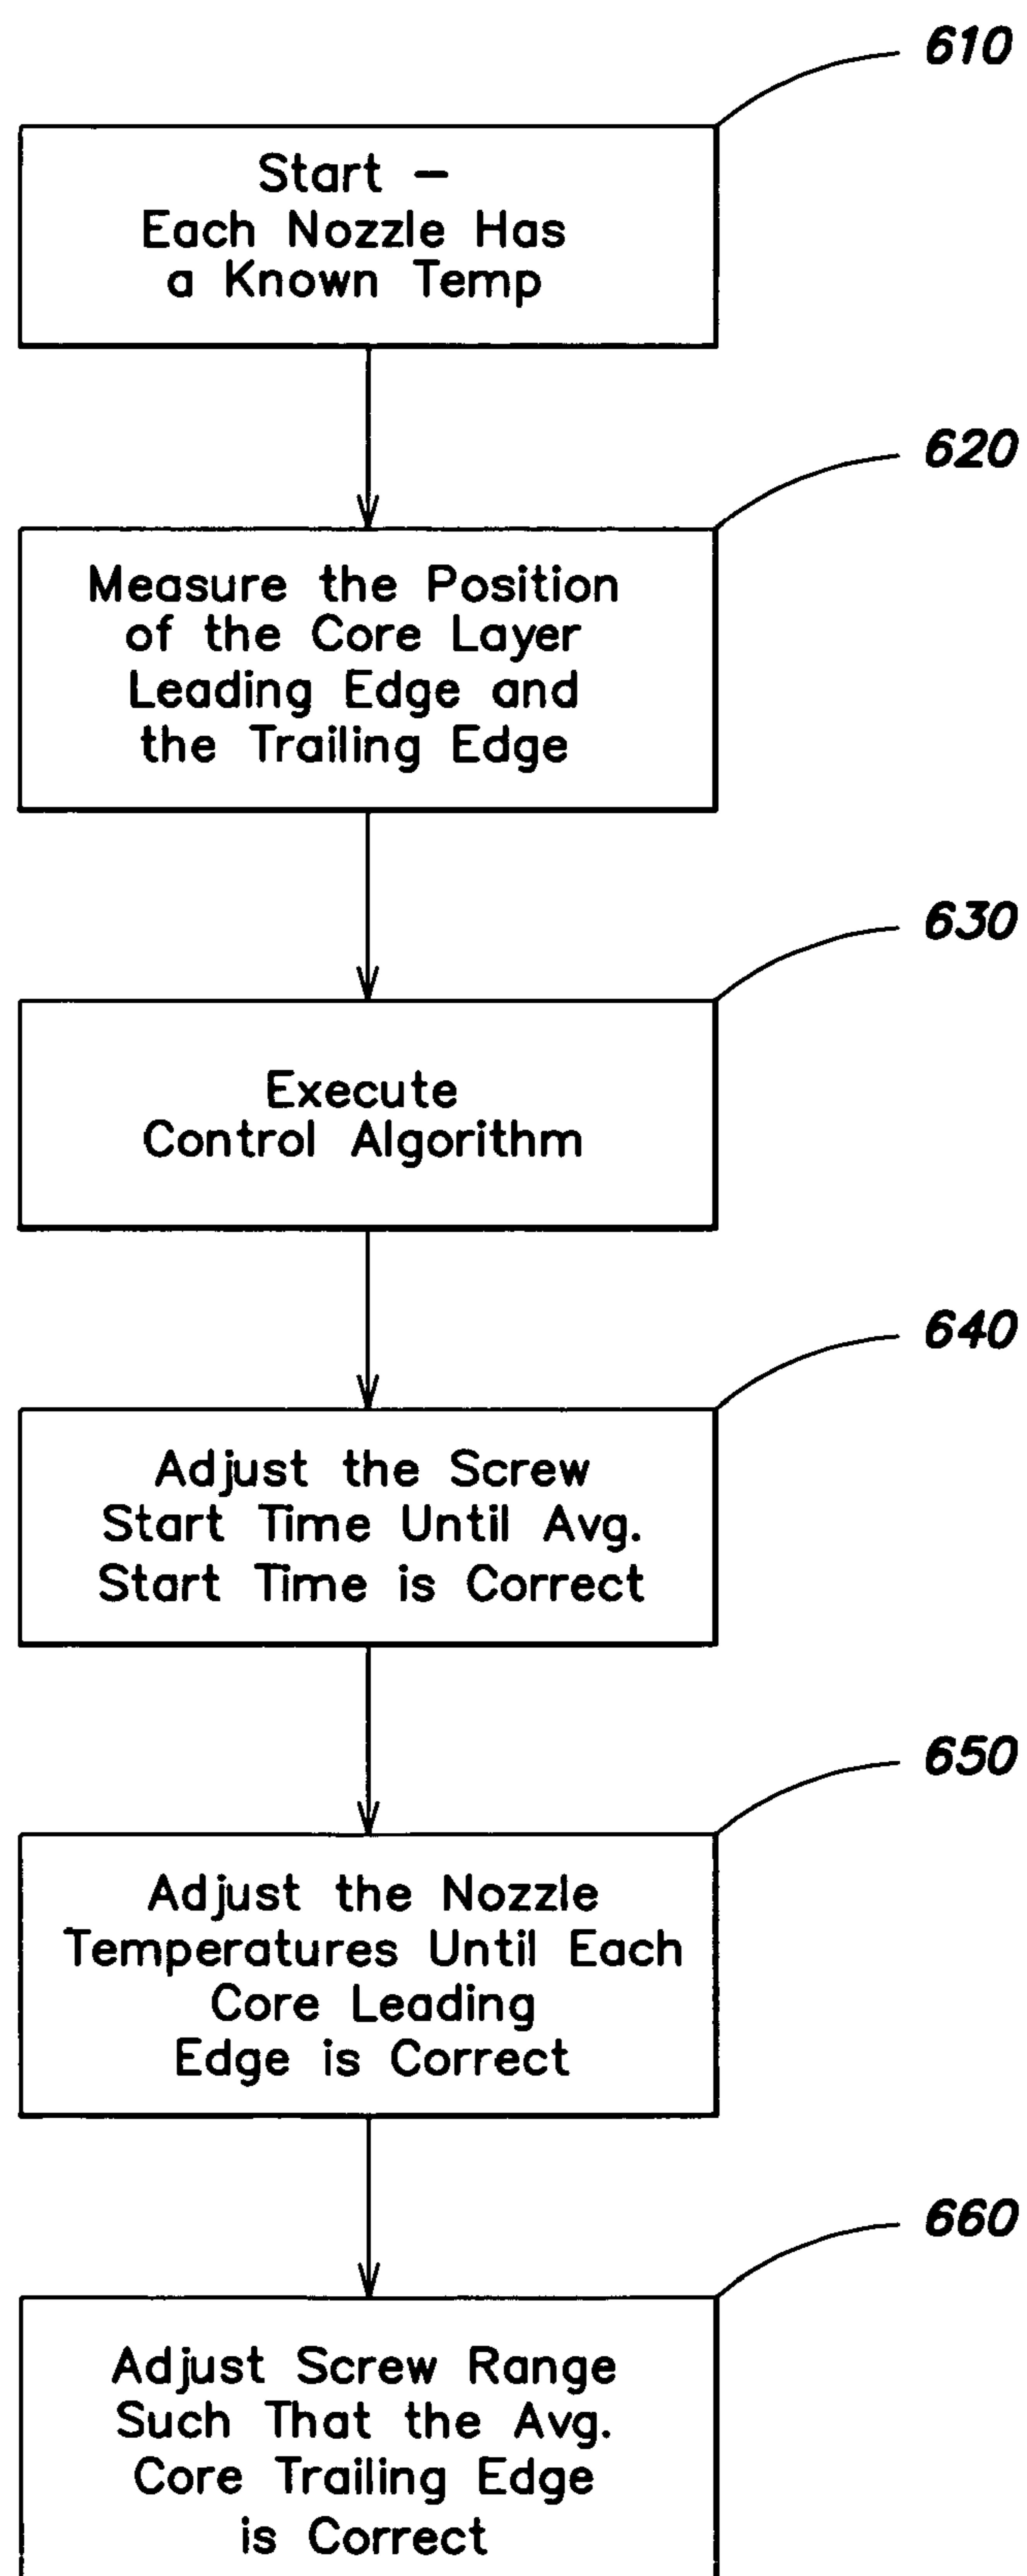 610
Start –
Each Nozzle Has
a Known Temp
620
Measure the Position
of the Core Layer
Leading Edge and
the Trailing Edge
630
Execute
Control Algorithm
640
Adjust the Screw
Start Time Until Avg.
Start Time is Correct
650
Adjust the Nozzle
Temperatures Until Each
Core Leading
Edge is Correct
660
Adjust Screw Range
Such That the Avg.
Core Trailing Edge
is Correct